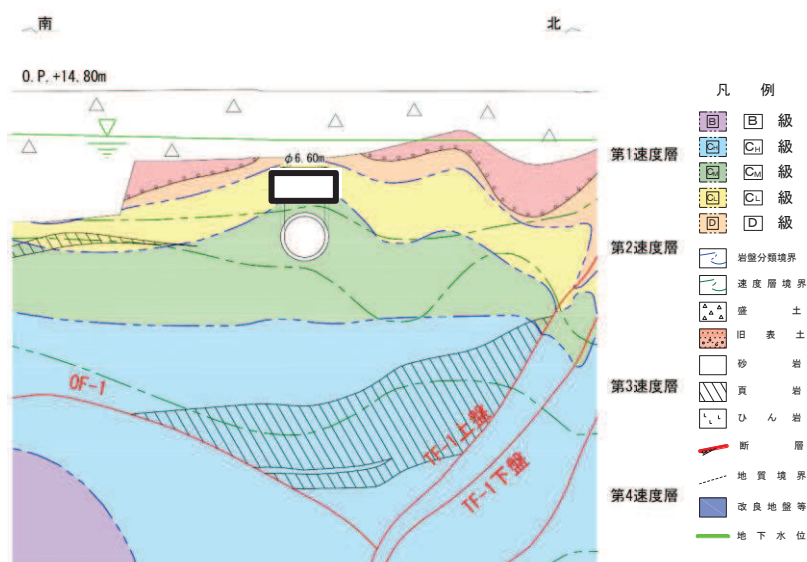 南
北
O.P.+14.80m
φ6.60m
第1速度層
第2速度層
第3速度層
第4速度層
OF-1
TF-1上盤
TF-1下盤
凡 例
B B 級
CH CH 級
CM CM 級
CL CL 級
D D 級
岩盤分類境界
速度層境界
盛 土
旧表土
砂 岩
頁 岩
ひん岩
断 層
地質境界
改良地盤等
地下水位